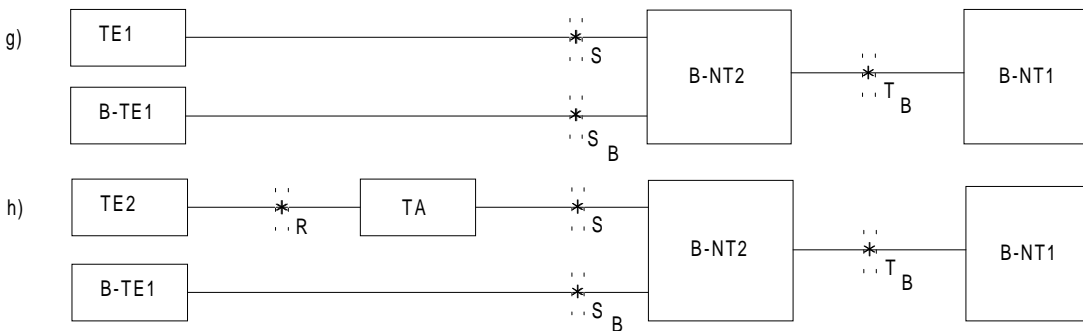 g)
TE1
S
B-NT2
T B
B-NT1
B-TE1
S B
h)
TE2
R
TA
S
B-NT2
T B
B-NT1
B-TE1
S B